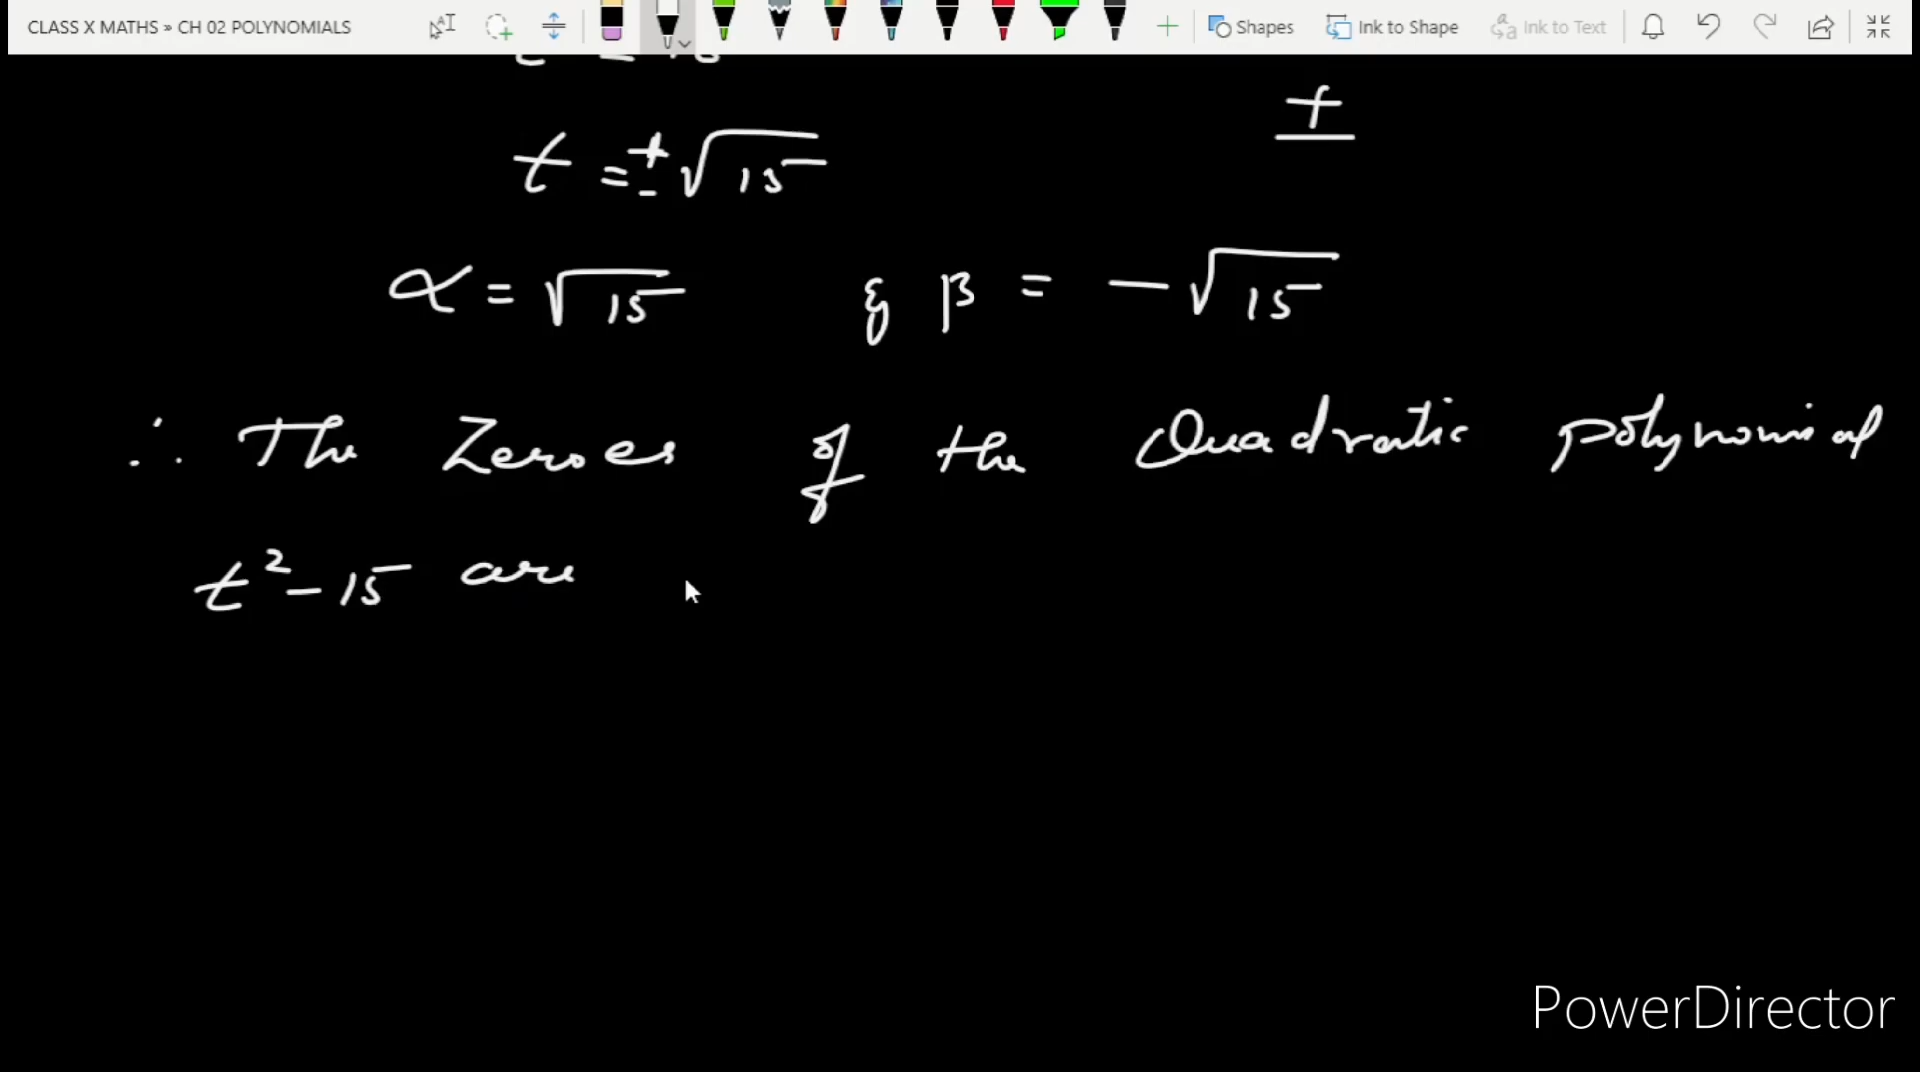 CLASS X MATHS » CH 02 POLYNOMIALS
Shapes
Ink to Shape
Ink to Text
+
t = ± √15
α = √15 & β = - √15
∴ The Zeroes of the Quadratic polynomial
t² - 15 are
PowerDirector